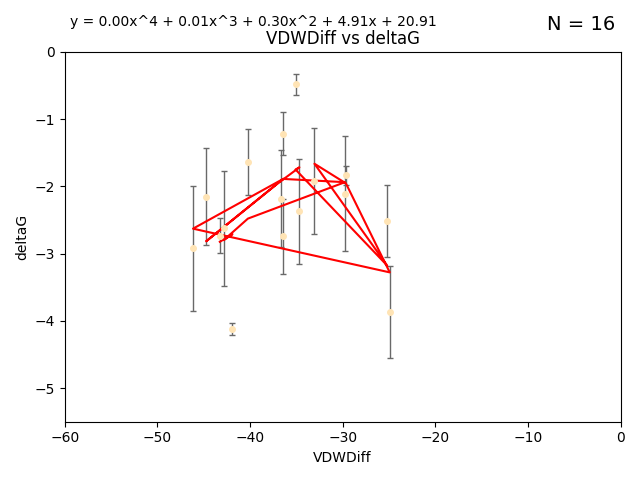 y = 0.00x^4 + 0.01x^3 + 0.30x^2 + 4.91x + 20.91
N = 16
VDWDiff vs deltaG
0
−1
−2
−3
−4
−5
deltaG
−60 −50 −40 −30 −20 −10 0
VDWDiff